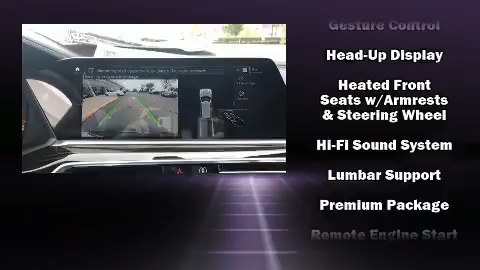 Gesture Control
Head-Up Display
Heated Front
Seats w/Armrests
& Steering Wheel
Hi-Fi Sound System
Lumbar Support
Premium Package
Remote Engine Start